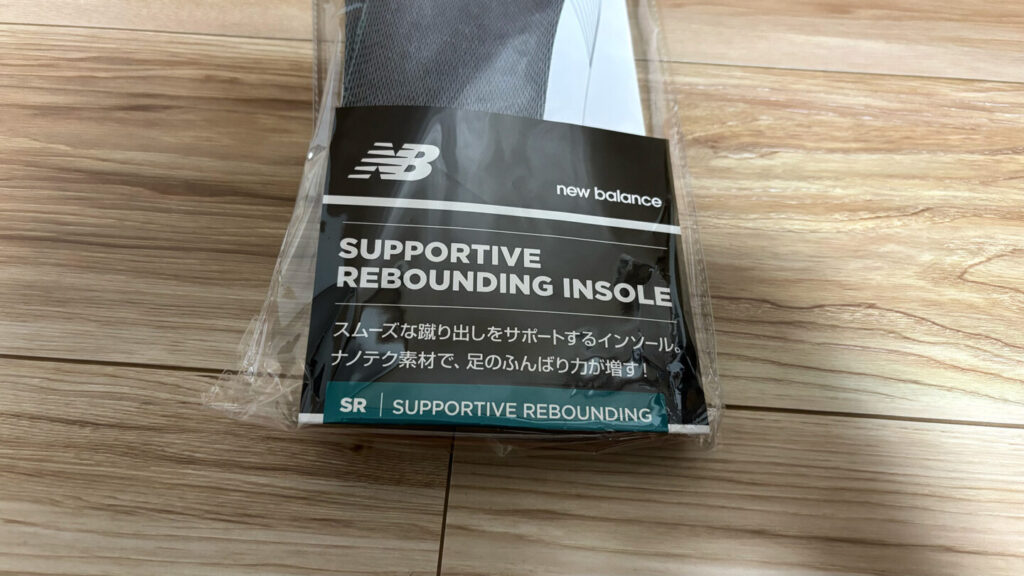 NB
new balance
SUPPORTIVE
REBOUNDING INSOLE
スムーズな蹴り出しをサポートするインソール。
ナノテク素材で、足のふんばり力が増す!
SR | SUPPORTIVE REBOUNDING